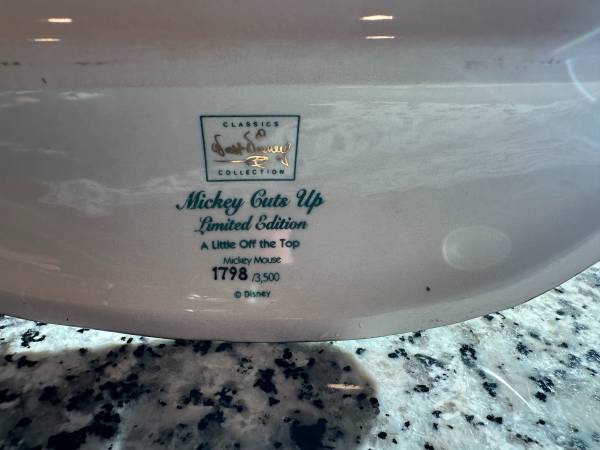 CLASSICS
Walt Disney
COLLECTION
Mickey Cuts Up
Limited Edition
A Little Off the Top
Mickey Mouse
1798/3,500
© Disney